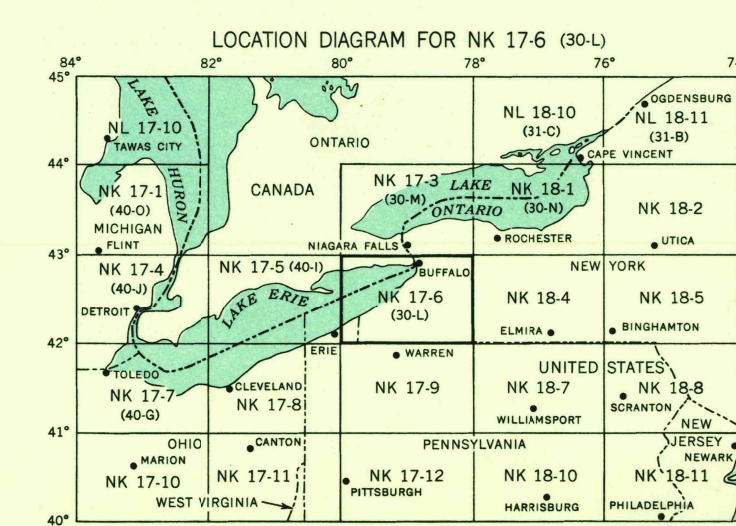 LOCATION DIAGRAM FOR NK 17-6 (30-L)
84° 82° 80° 78° 76°
45°
44°
43°
42°
41°
40°
LAKE HURON
NL 17-10
TAWAS CITY
ONTARIO
NL 18-10
(31-C)
OGDENSBURG
NL 18-11
(31-B)
CAPE VINCENT
NK 17-1
(40-O)
MICHIGAN
FLINT
CANADA
NK 17-3
(30-M)
LAKE ONTARIO
NK 18-1
(30-N)
NK 18-2
NIAGARA FALLS
ROCHESTER
UTICA
NK 17-4
(40-J)
NK 17-5 (40-I)
BUFFALO
NEW YORK
DETROIT
LAKE ERIE
NK 17-6
(30-L)
NK 18-4
NK 18-5
ERIE
ELMIRA
BINGHAMTON
TOLEDO
WARREN
UNITED STATES
NK 17-7
(40-G)
CLEVELAND
NK 17-8
NK 17-9
NK 18-7
WILLIAMSPORT
NK 18-8
SCRANTON
NEW JERSEY
NEWARK
OHIO
MARION
NK 17-10
CANTON
NK 17-11
WEST VIRGINIA
PENNSYLVANIA
NK 17-12
PITTSBURGH
NK 18-10
HARRISBURG
NK 18-11
PHILADELPHIA